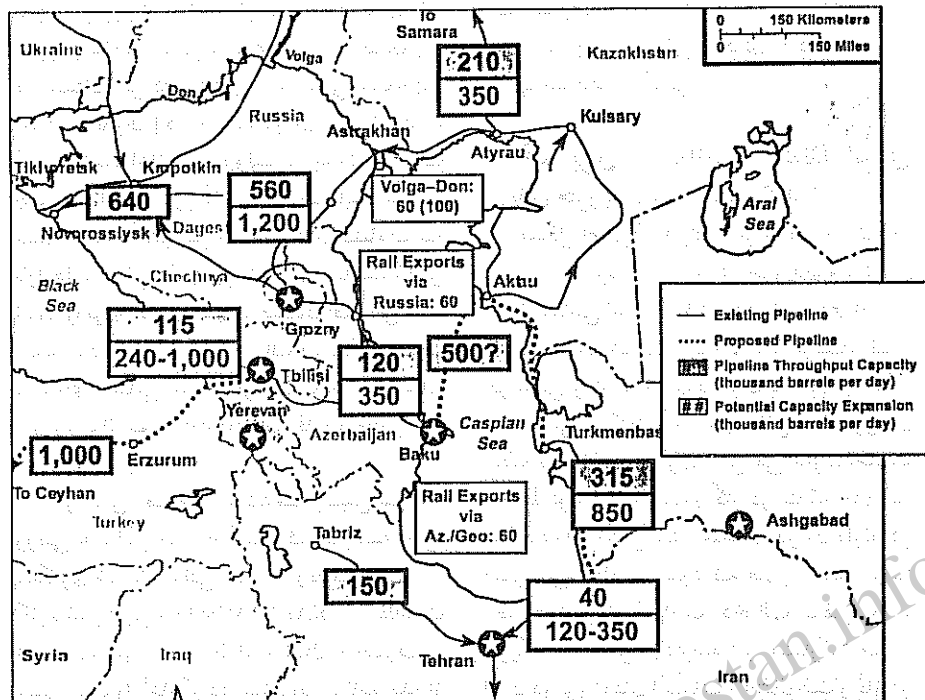 To
Samara
Ukraine
Volga
Kazakhstan
0 150 Kilometers
0 150 Miles
210
350
Don
Russia
Astrakhan
Atyrau
Kulsary
Kropotkin
640
560
1,200
Volga–Don:
60 (100)
Aral
Sea
Novorossiysk
Dages
Rail Exports
via
Russia: 60
Aktau
Black
Sea
Chechnya
Grozny
Existing Pipeline
Proposed Pipeline
Pipeline Throughput Capacity
(thousand barrels per day)
## Potential Capacity Expansion
(thousand barrels per day)
115
240-1,000
Tbilisi
120
350
500?
Yerevan
Azerbaijan
Baku
Caspian
Sea
Turkmenbas
1,000
Erzurum
To Ceyhan
Turkey
Rail Exports
via
Az./Geo: 60
315
850
Ashgabad
Tabriz
150
40
120-350
Syria
Iraq
Tehran
Iran
stan.info